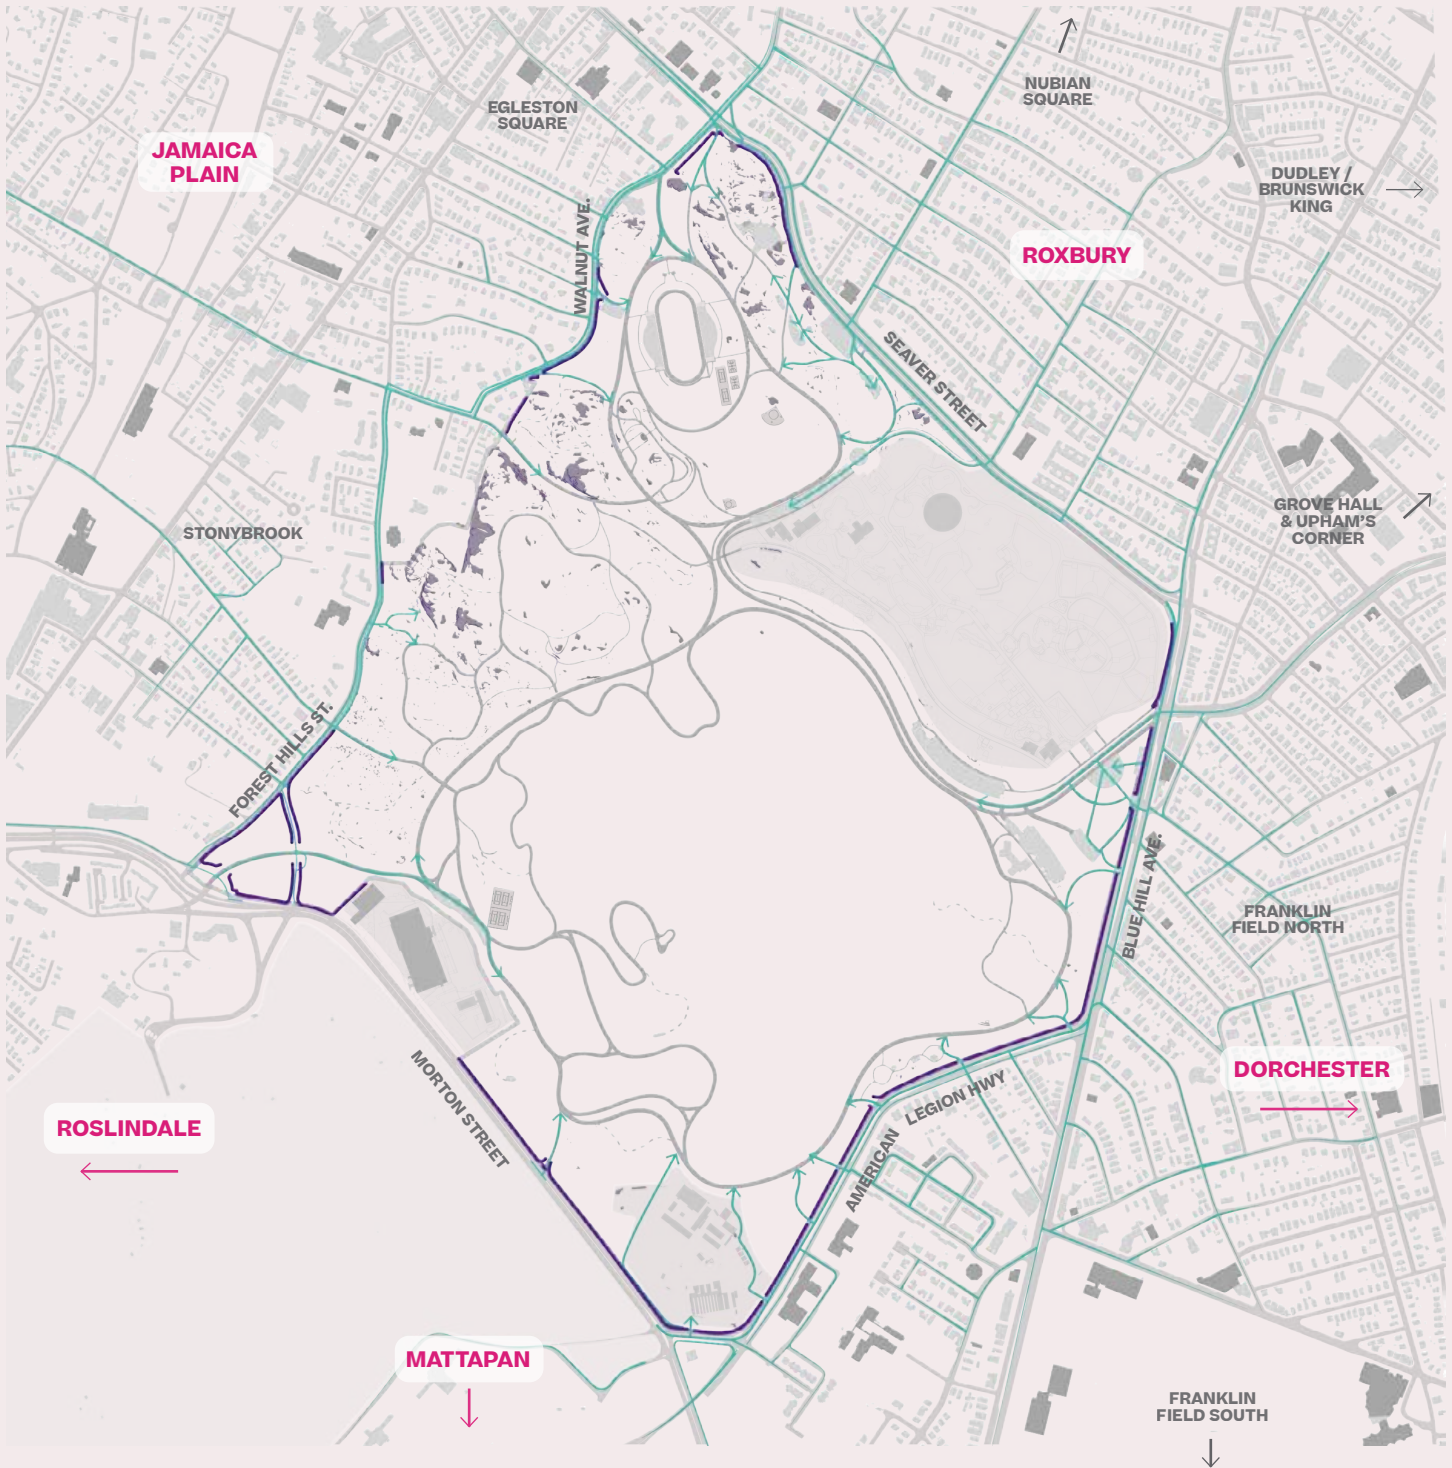 NUBIAN
SQUARE
EGLESTON
SQUARE
JAMAICA
PLAIN
DUDLEY /
BRUNSWICK
KING
WALNUT AVE.
ROXBURY
SEAVER STREET
GROVE HALL
& UPHAM'S
CORNER
STONYBROOK
FOREST HILLS ST.
BLUE HILL AVE.
FRANKLIN
FIELD NORTH
MORTON STREET
DORCHESTER
AMERICAN
LEGION HWY
ROSLINDALE
MATTAPAN
FRANKLIN
FIELD SOUTH